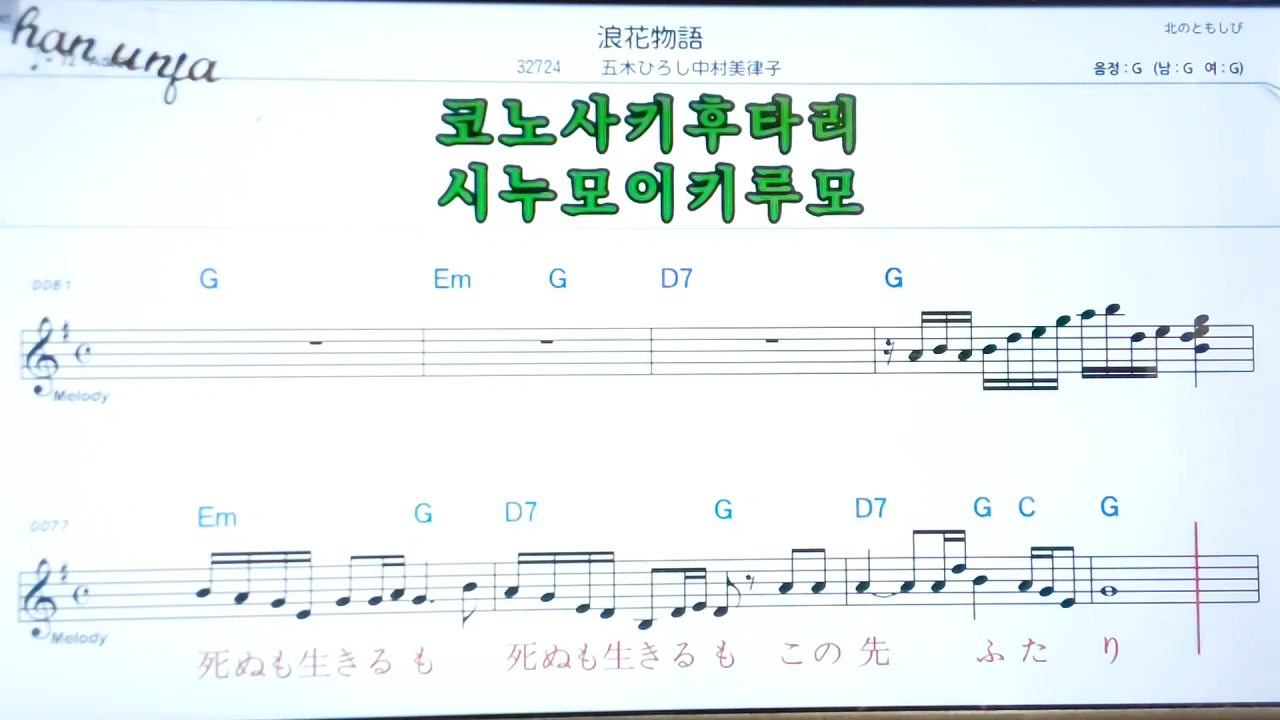 han unfa
浪花物語
北のともしび
32724 五木ひろし中村美律子
음정 : G (남 : G 여 : G)
코노사키후타리
시누모이키루모
0081
G Em G D7 G
Melody
0077
Em G D7 G D7 G C G
Melody
死ぬも生きるも 死ぬも生きるも この先 ふたり